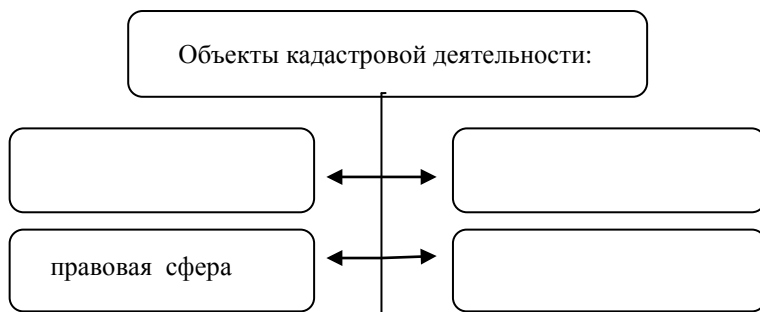 Объекты кадастровой деятельности:
правовая сфера